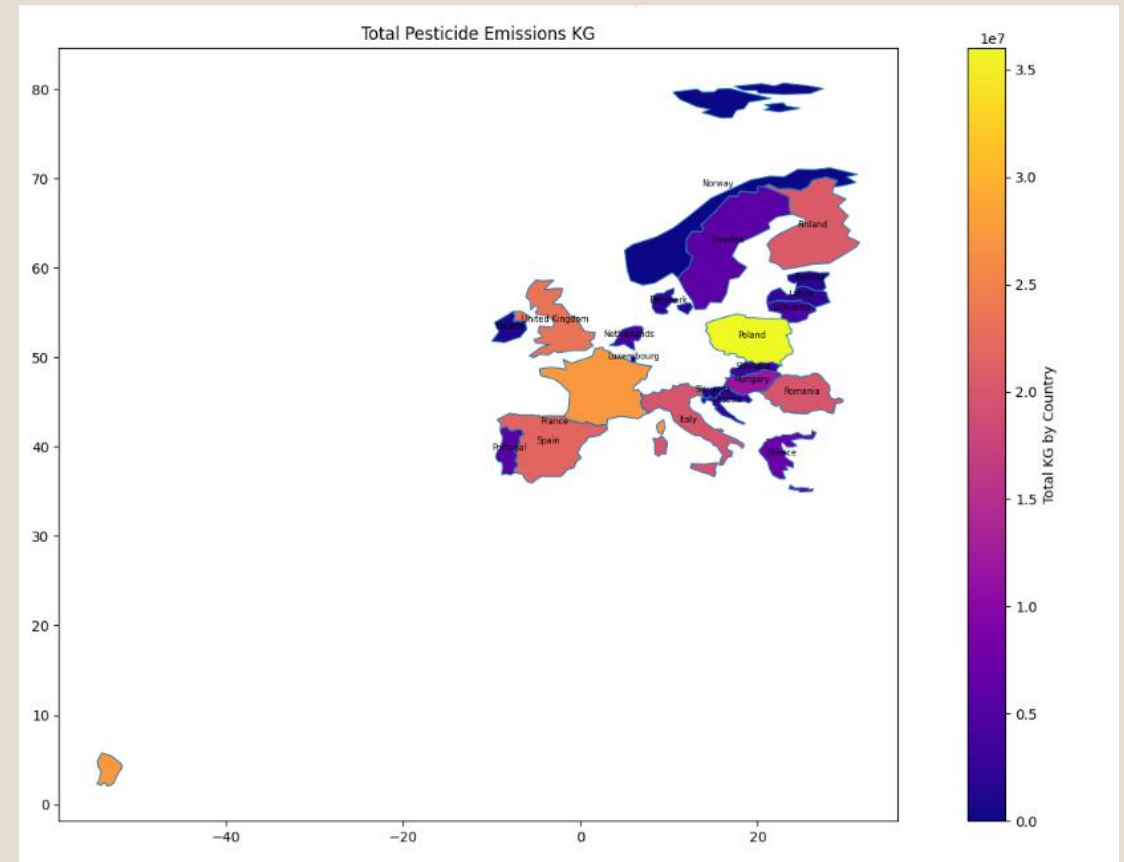 Total Pesticide Emissions KG
1e7
80
70
60
50
40
30
20
10
0
−40
−20
0
20
Norway
Finland
Sweden
Denmark
United Kingdom
Netherlands
Poland
Luxembourg
Hungary
Romania
France
Italy
Spain
Portugal
Greece
3.5
3.0
2.5
2.0
1.5
1.0
0.5
0.0
Total KG by Country